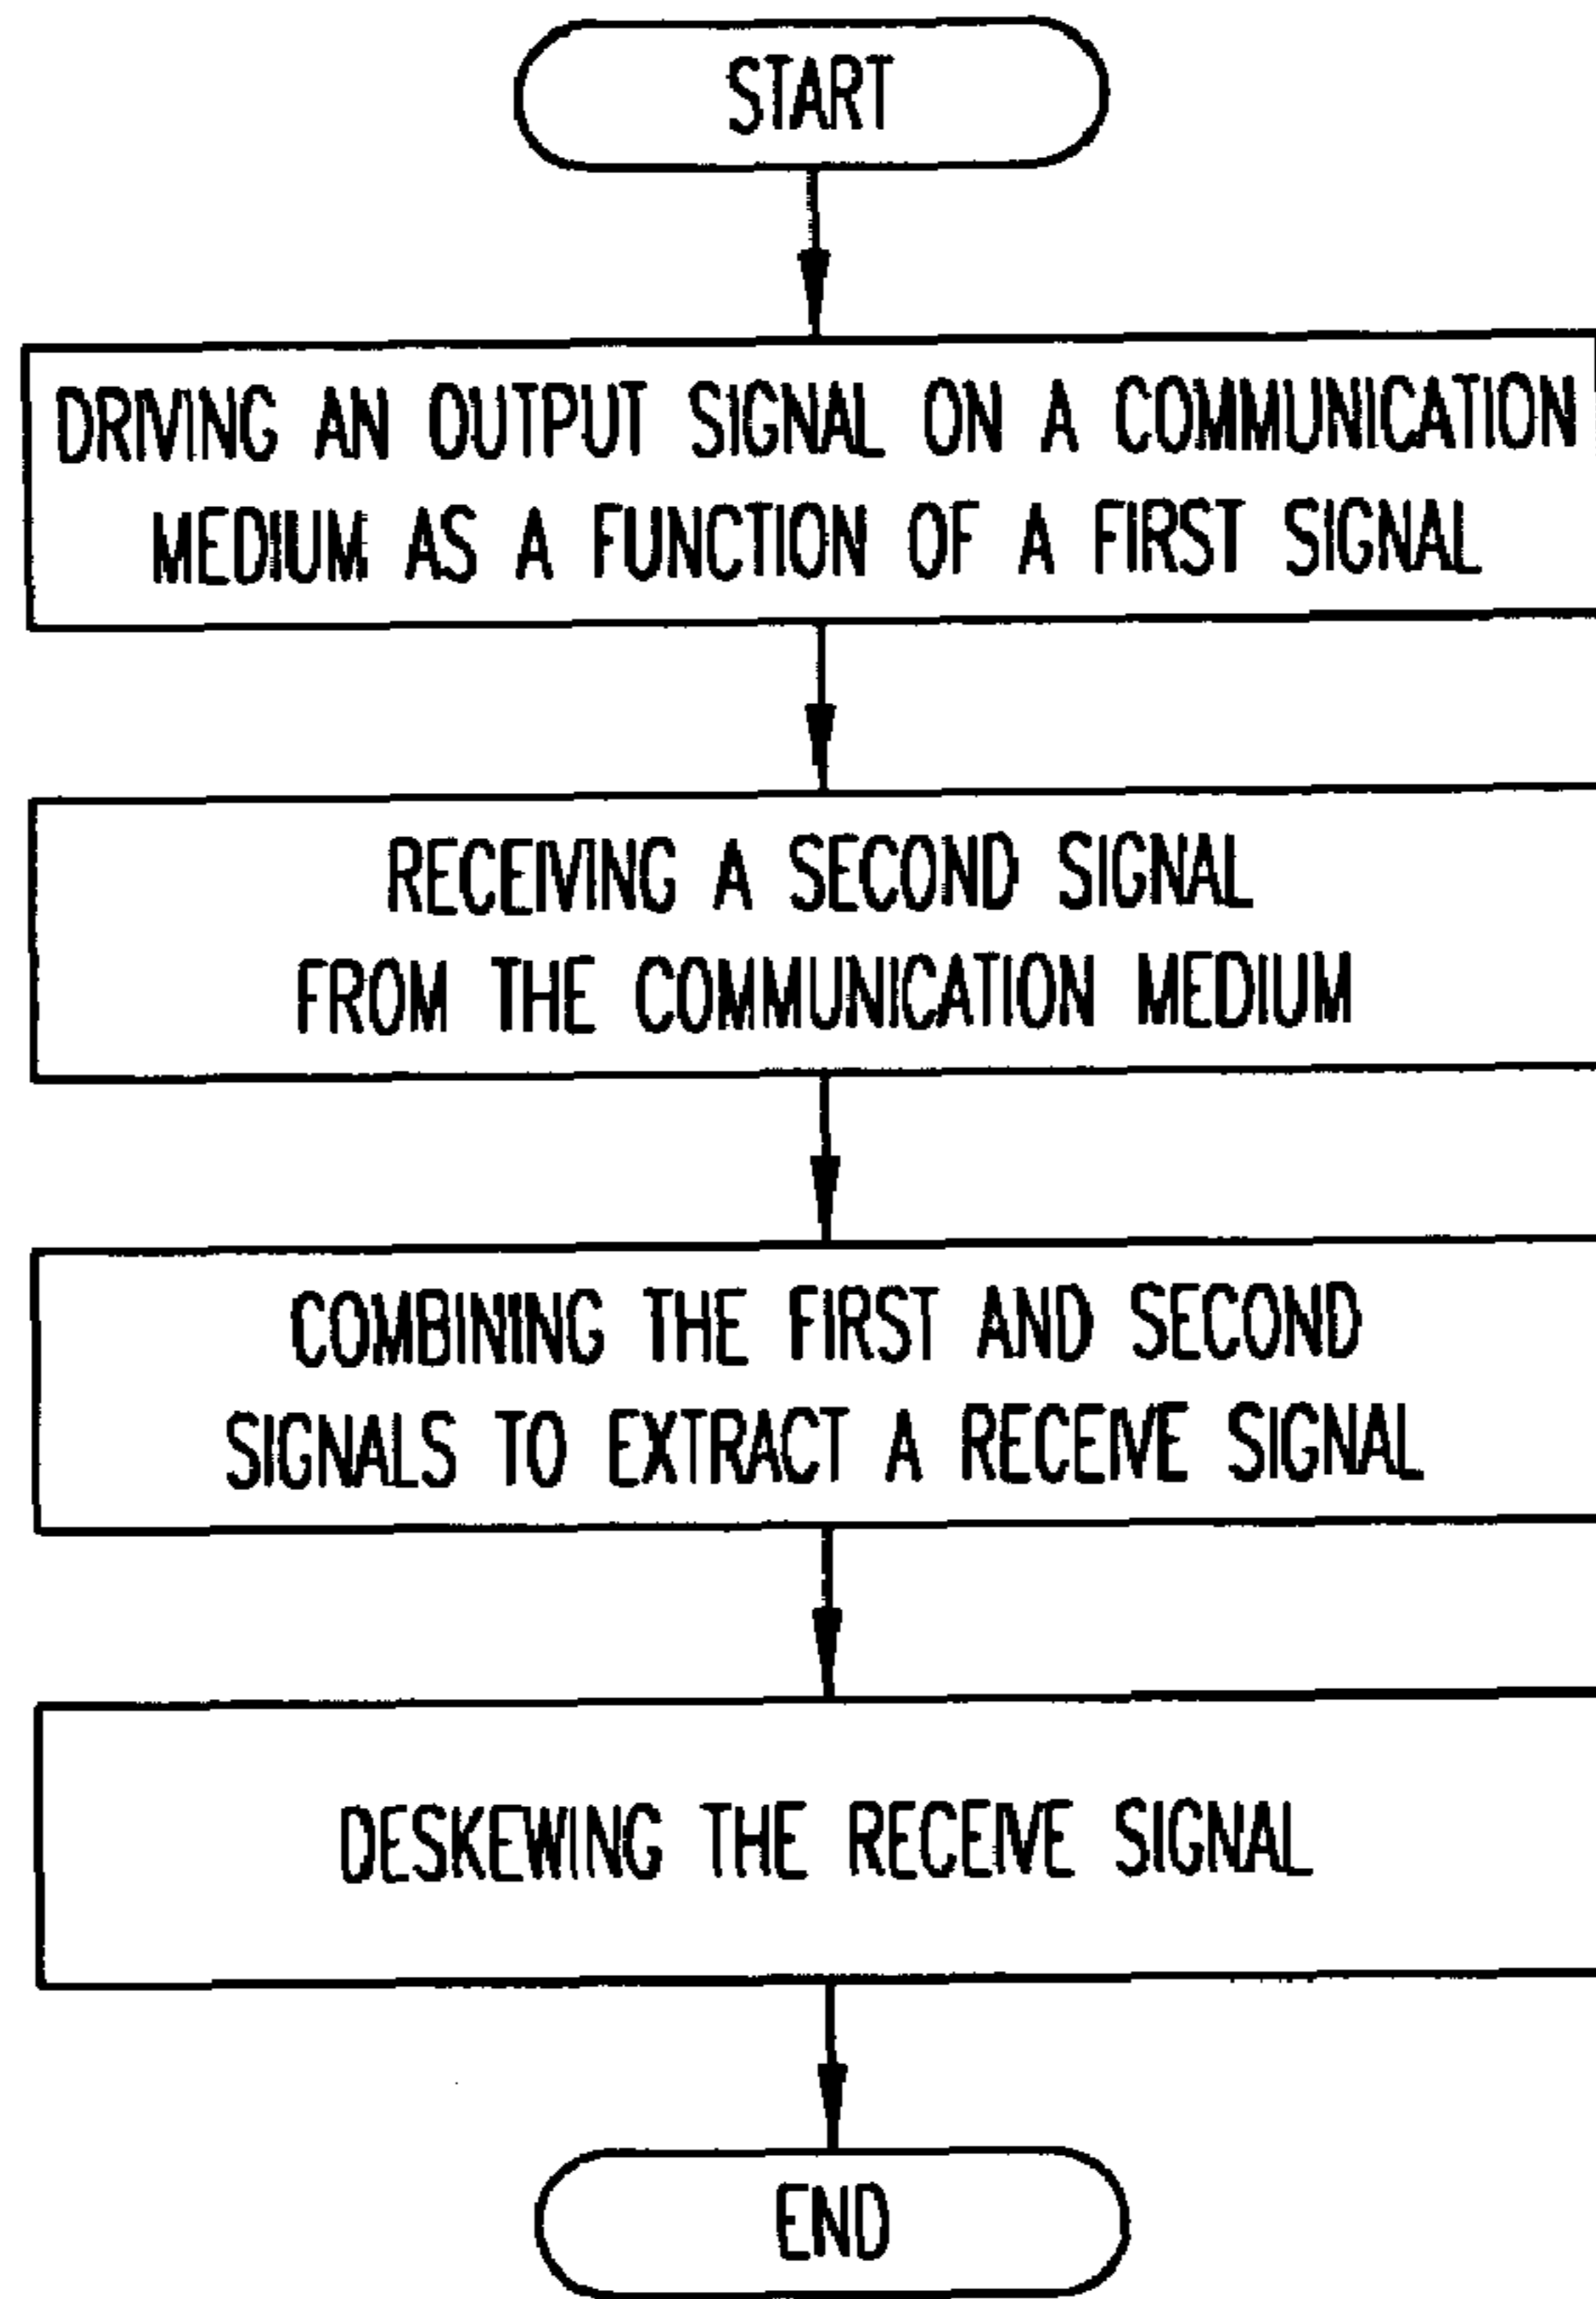 START
DRIVING AN OUTPUT SIGNAL ON A COMMUNICATION
MEDIUM AS A FUNCTION OF A FIRST SIGNAL
RECEIVING A SECOND SIGNAL
FROM THE COMMUNICATION MEDIUM
COMBINING THE FIRST AND SECOND
SIGNALS TO EXTRACT A RECEIVE SIGNAL
DESKEWING THE RECEIVE SIGNAL
END